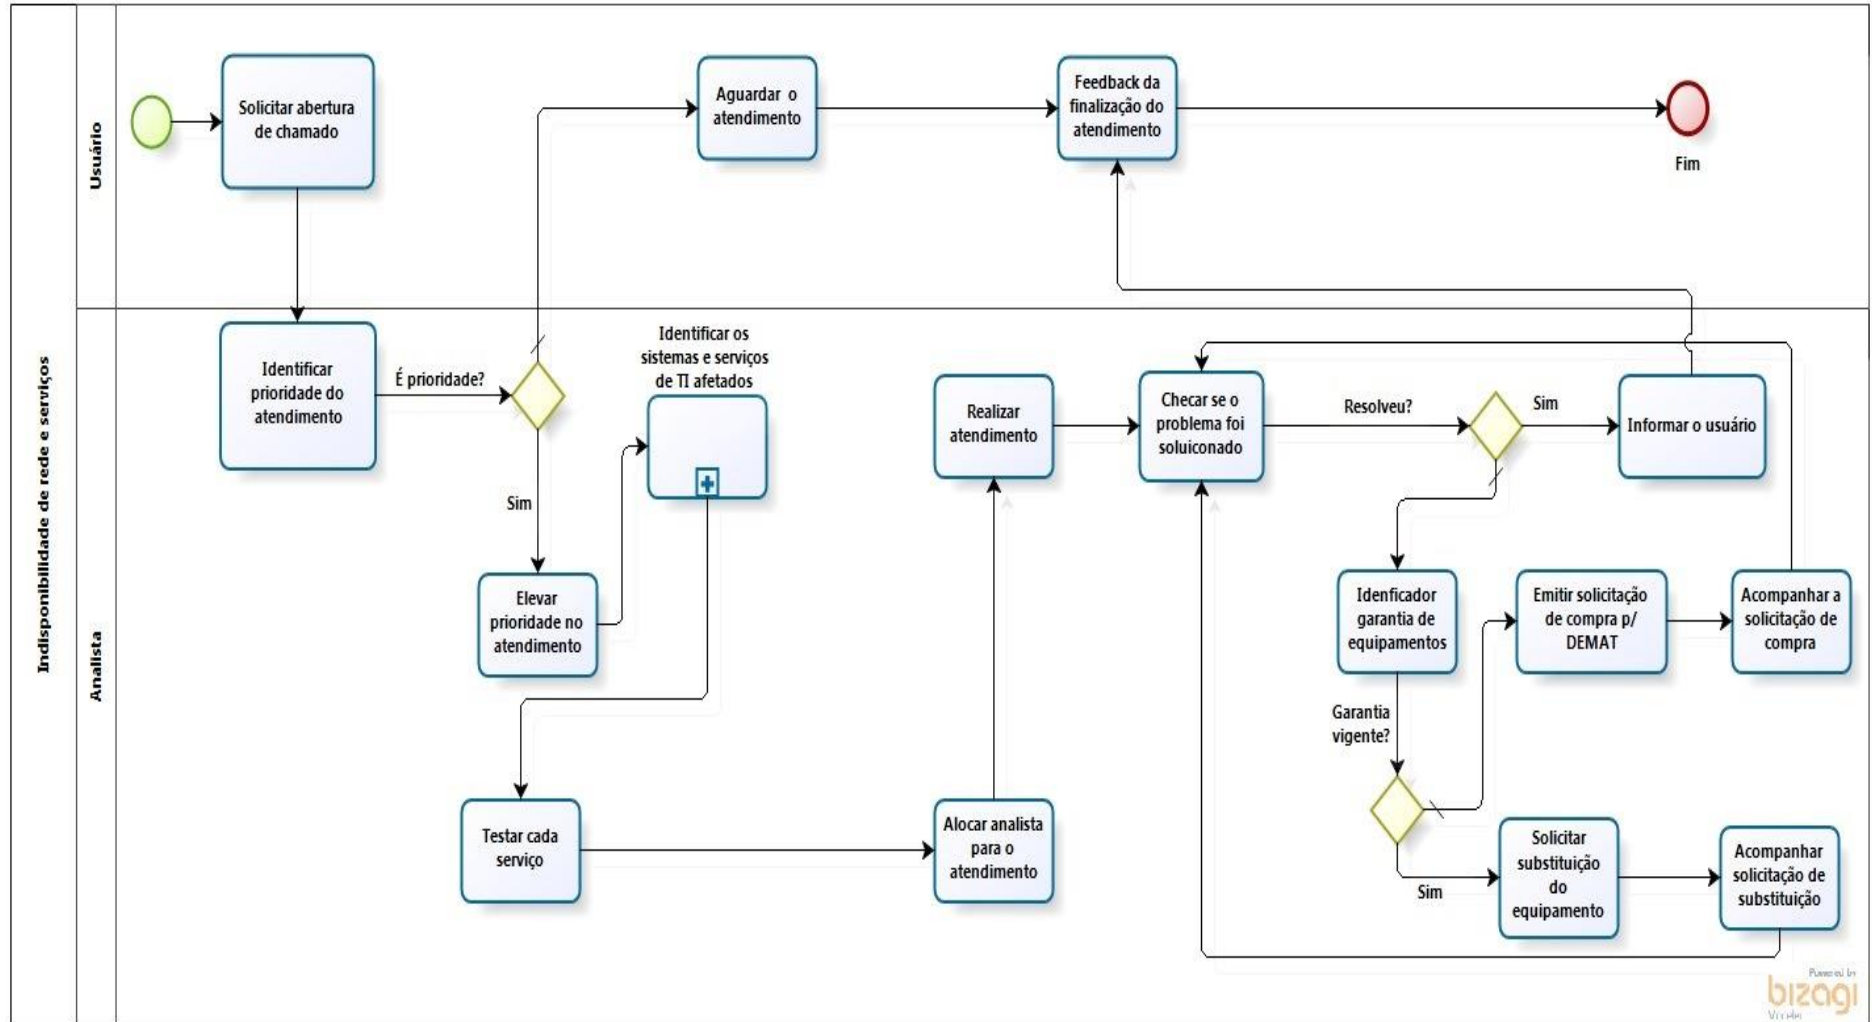 Indisponibilidade de rede e serviços
Usuário
Solicitar abertura
de chamado
Aguardar o
atendimento
Feedback da
finalização do
atendimento
Fim
Analista
Identificar
prioridade do
atendimento
É prioridade?
Sim
Elevar
prioridade no
atendimento
Identificar os
sistemas e serviços
de TI afetados
Testar cada
serviço
Alocar analista
para o
atendimento
Realizar
atendimento
Checar se o
problema foi
soluicionado
Resolveu?
Sim
Informar o usuário
Idenficador
garantia de
equipamentos
Garantia
vigente?
Emitir solicitação
de compra p/
DEMAT
Acompanhar a
solicitação de
compra
Sim
Solicitar
substituição
do
equipamento
Acompanhar
solicitação de
substituição
Powered by
bizagi